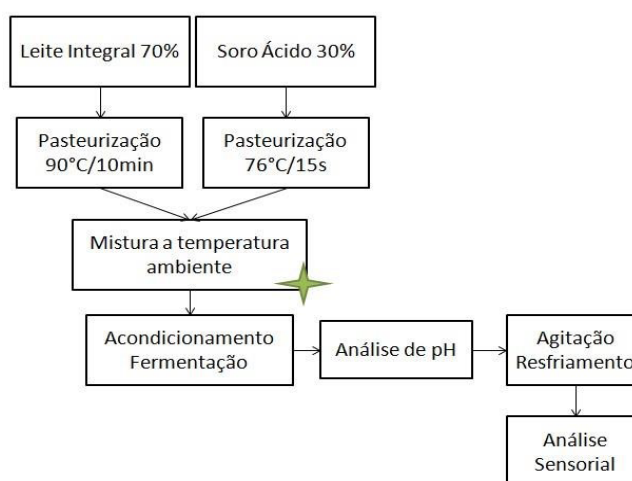 Leite Integral 70%
Soro Ácido 30%
Pasteurização
90°C/10min
Pasteurização
76°C/15s
Mistura a temperatura
ambiente
Acondicionamento
Fermentação
Análise de pH
Agitação
Resfriamento
Análise
Sensorial